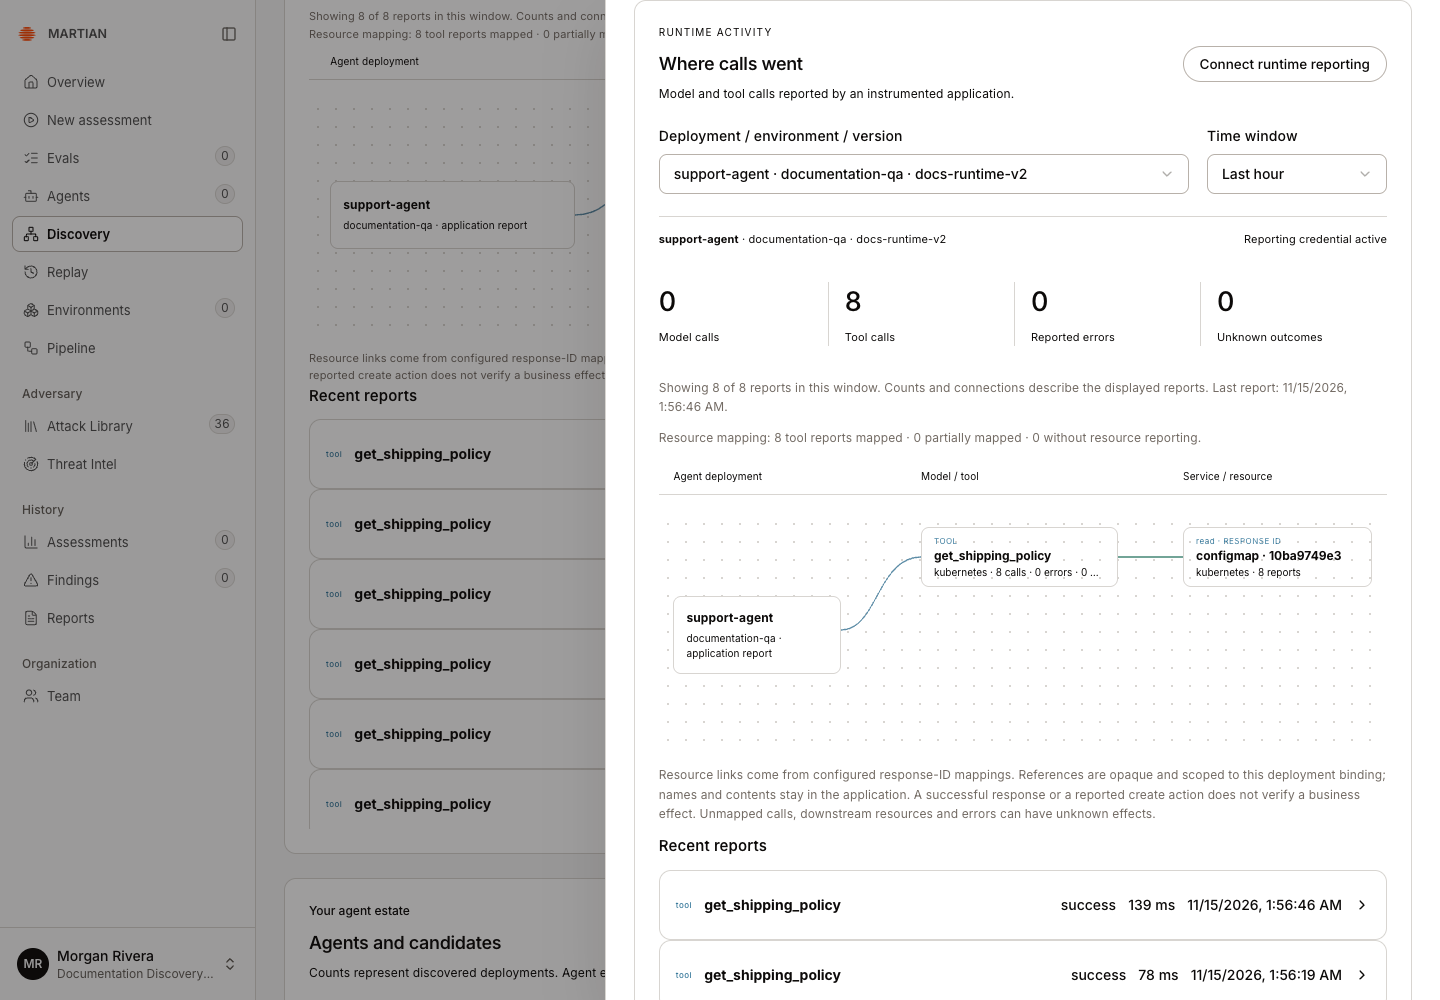 MARTIAN
Overview
New assessment
Evals 0
Agents 0
Discovery
Replay
Environments 0
Pipeline
Adversary
Attack Library 36
Threat Intel
History
Assessments 0
Findings 0
Reports
Organization
Team
MR
Morgan Rivera
Documentation Discovery...
Showing 8 of 8 reports in this window. Counts and conn
Resource mapping: 8 tool reports mapped · 0 partially m
Agent deployment
support-agent
documentation-qa · application report
Resource links come from configured response-ID map
reported create action does not verify a business effect
Recent reports
tool get_shipping_policy
tool get_shipping_policy
tool get_shipping_policy
tool get_shipping_policy
tool get_shipping_policy
tool get_shipping_policy
Your agent estate
Agents and candidates
Counts represent discovered deployments. Agent e
RUNTIME ACTIVITY
Where calls went
Connect runtime reporting
Model and tool calls reported by an instrumented application.
Deployment / environment / version
Time window
support-agent · documentation-qa · docs-runtime-v2
Last hour
support-agent · documentation-qa · docs-runtime-v2
Reporting credential active
0
Model calls
8
Tool calls
0
Reported errors
0
Unknown outcomes
Showing 8 of 8 reports in this window. Counts and connections describe the displayed reports. Last report: 11/15/2026,
1:56:46 AM.
Resource mapping: 8 tool reports mapped · 0 partially mapped · 0 without resource reporting.
Agent deployment
Model / tool
Service / resource
support-agent
documentation-qa ·
application report
TOOL
get_shipping_policy
kubernetes · 8 calls · 0 errors · 0 ...
read · RESPONSE ID
configmap · 10ba9749e3
kubernetes · 8 reports
Resource links come from configured response-ID mappings. References are opaque and scoped to this deployment binding;
names and contents stay in the application. A successful response or a reported create action does not verify a business
effect. Unmapped calls, downstream resources and errors can have unknown effects.
Recent reports
tool get_shipping_policy success 139 ms 11/15/2026, 1:56:46 AM
tool get_shipping_policy success 78 ms 11/15/2026, 1:56:19 AM